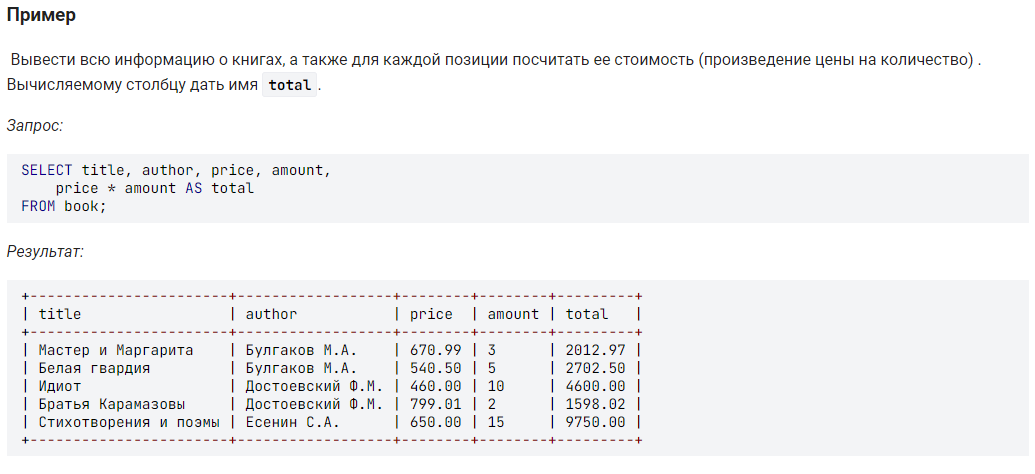 Пример
Вывести всю информацию о книгах, а также для каждой позиции посчитать ее стоимость (произведение цены на количество) .
Вычисляемому столбцу дать имя total .
Запрос:
SELECT title, author, price, amount,
    price * amount AS total
FROM book;
Результат:
+-----------------------+------------------+--------+--------+---------+
| title                 | author           | price  | amount | total   |
+-----------------------+------------------+--------+--------+---------+
| Мастер и Маргарита    | Булгаков М.А.    | 670.99 | 3      | 2012.97 |
| Белая гвардия         | Булгаков М.А.    | 540.50 | 5      | 2702.50 |
| Идиот                 | Достоевский Ф.М. | 460.00 | 10     | 4600.00 |
| Братья Карамазовы     | Достоевский Ф.М. | 799.01 | 2      | 1598.02 |
| Стихотворения и поэмы | Есенин С.А.      | 650.00 | 15     | 9750.00 |
+-----------------------+------------------+--------+--------+---------+